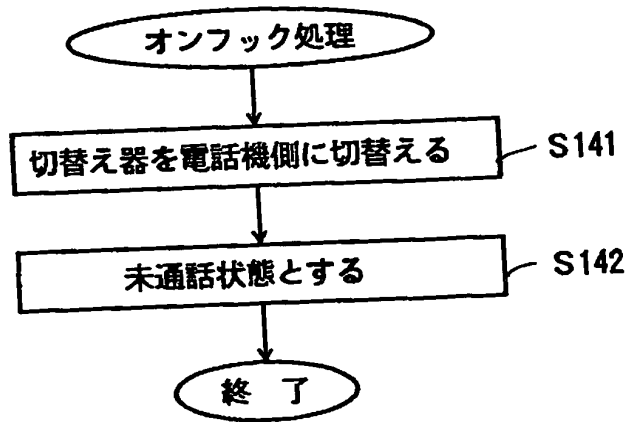 オンフック処理
切替え器を電話機側に切替える
S141
未通話状態とする
S142
終 了